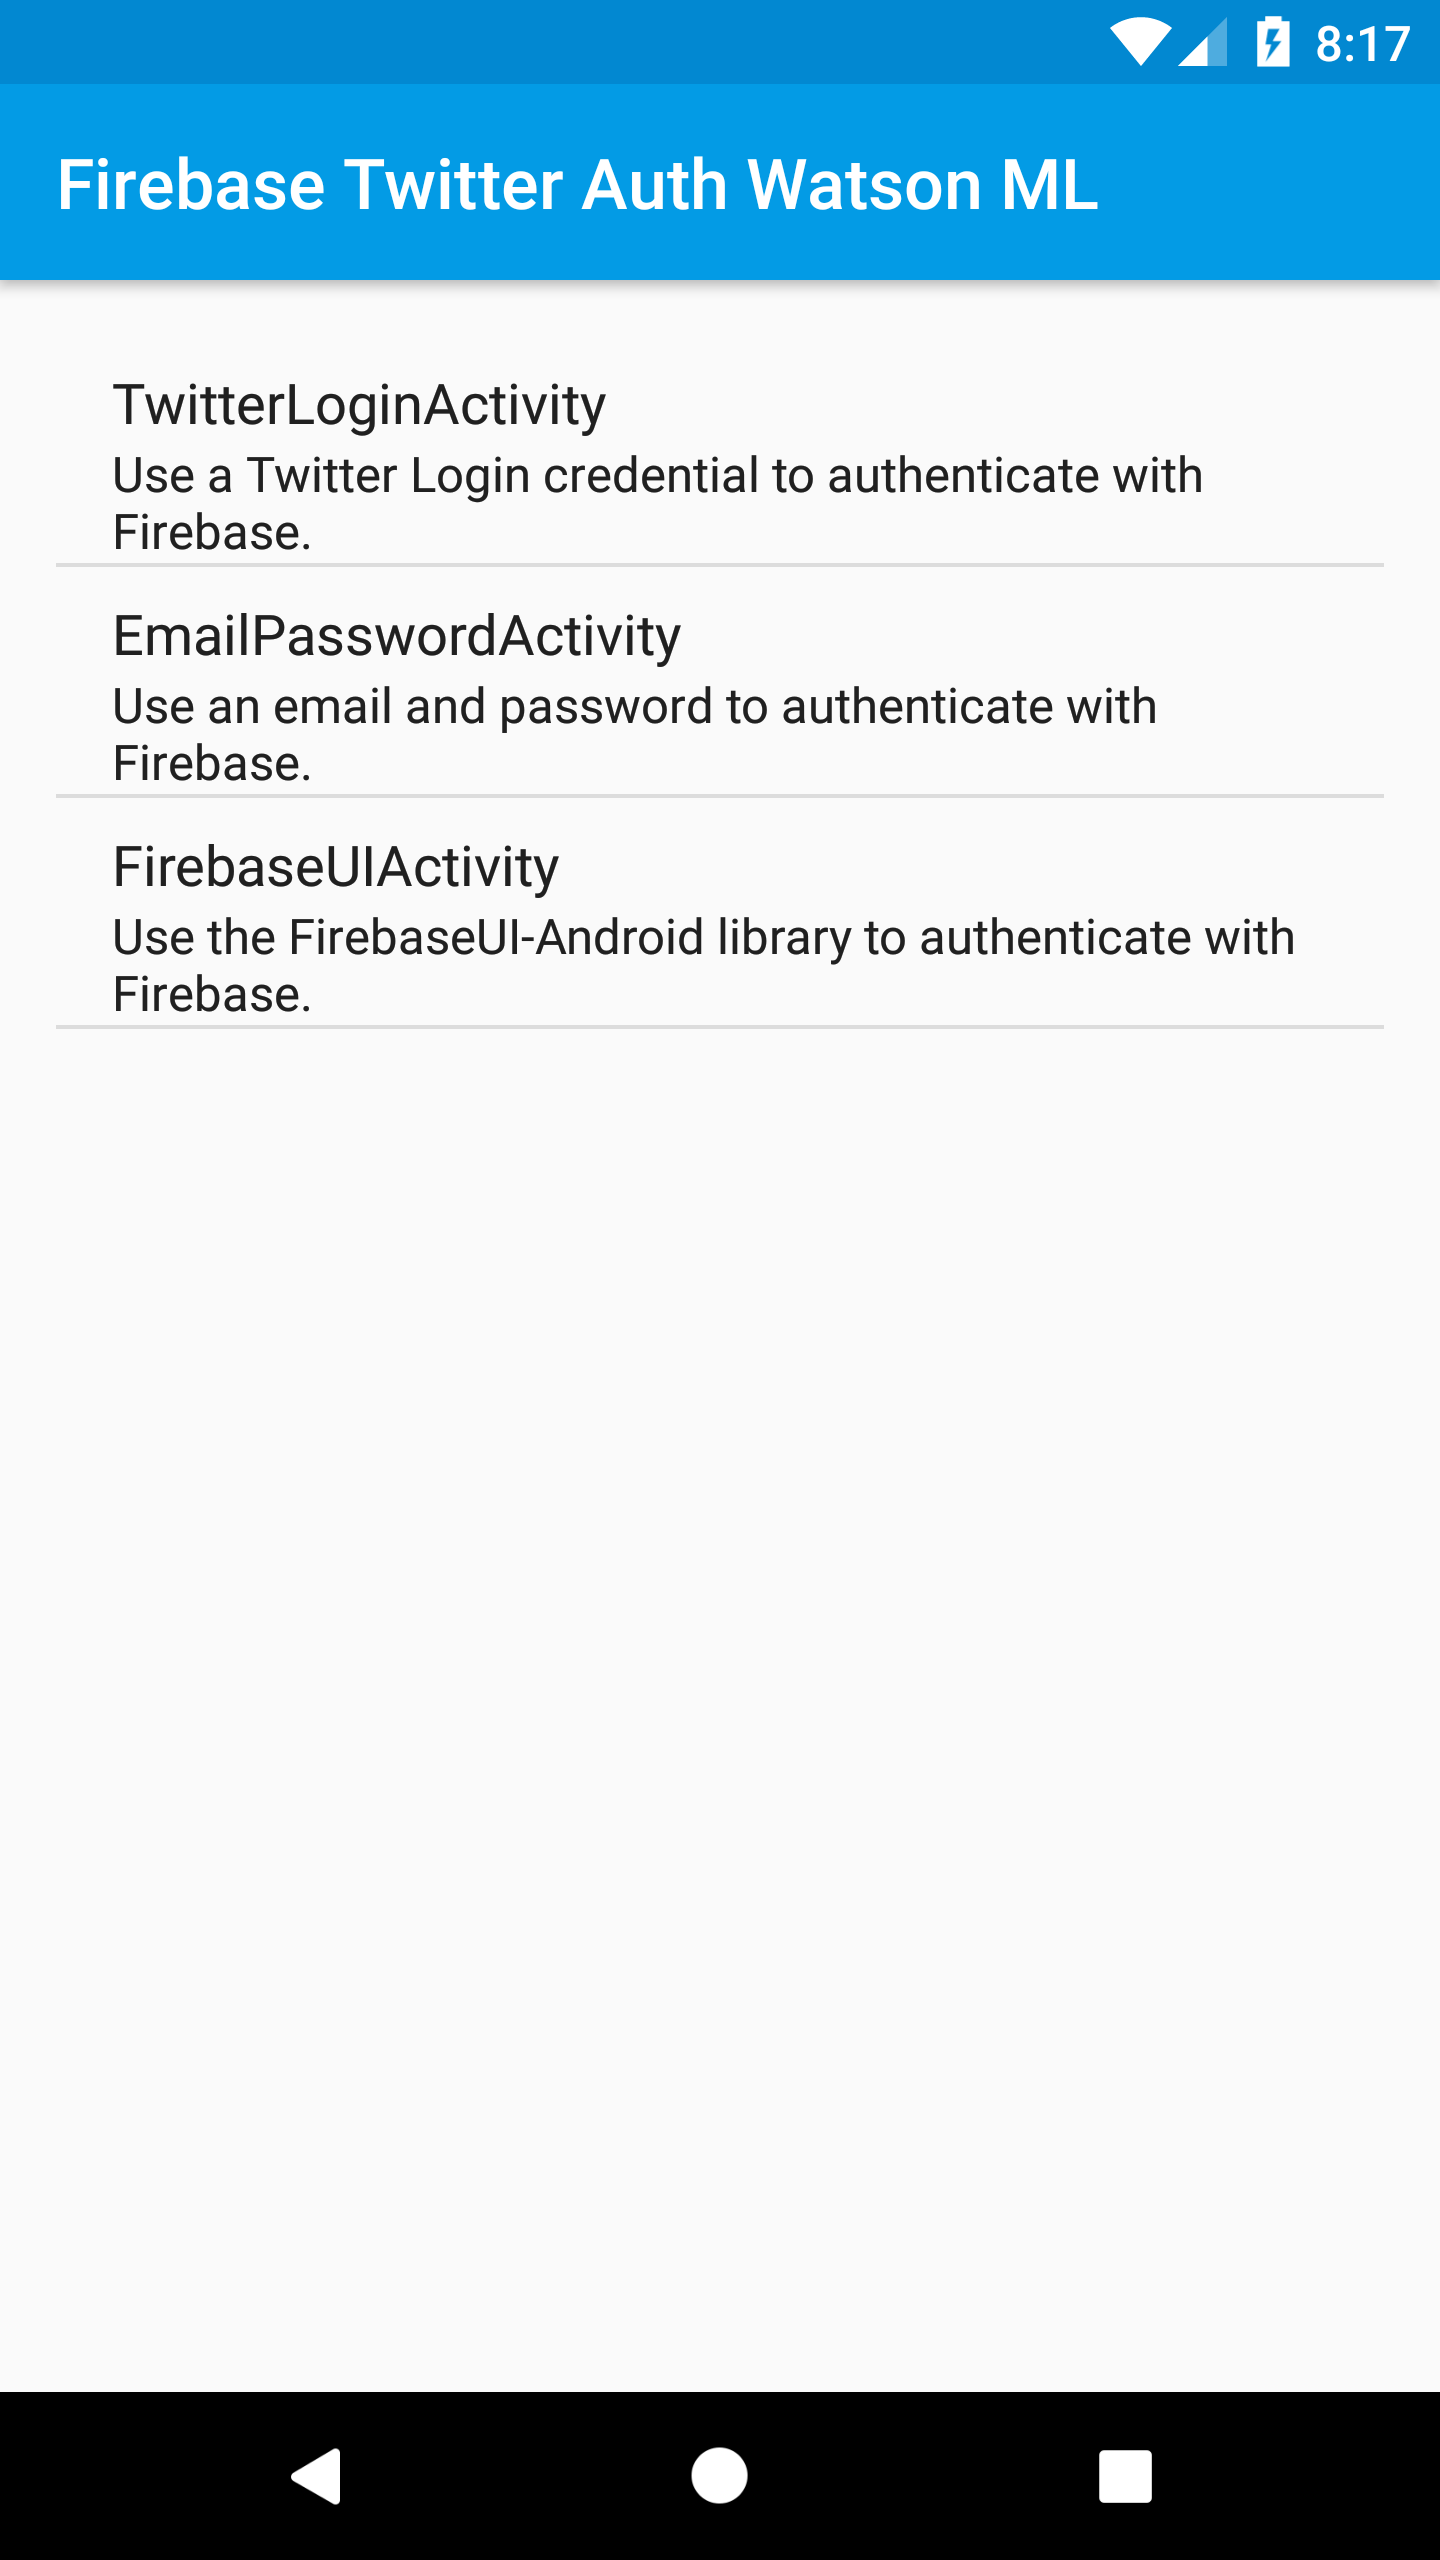 8:17
Firebase Twitter Auth Watson ML
TwitterLoginActivity
Use a Twitter Login credential to authenticate with
Firebase.
EmailPasswordActivity
Use an email and password to authenticate with
Firebase.
FirebaseUIActivity
Use the FirebaseUI-Android library to authenticate with
Firebase.